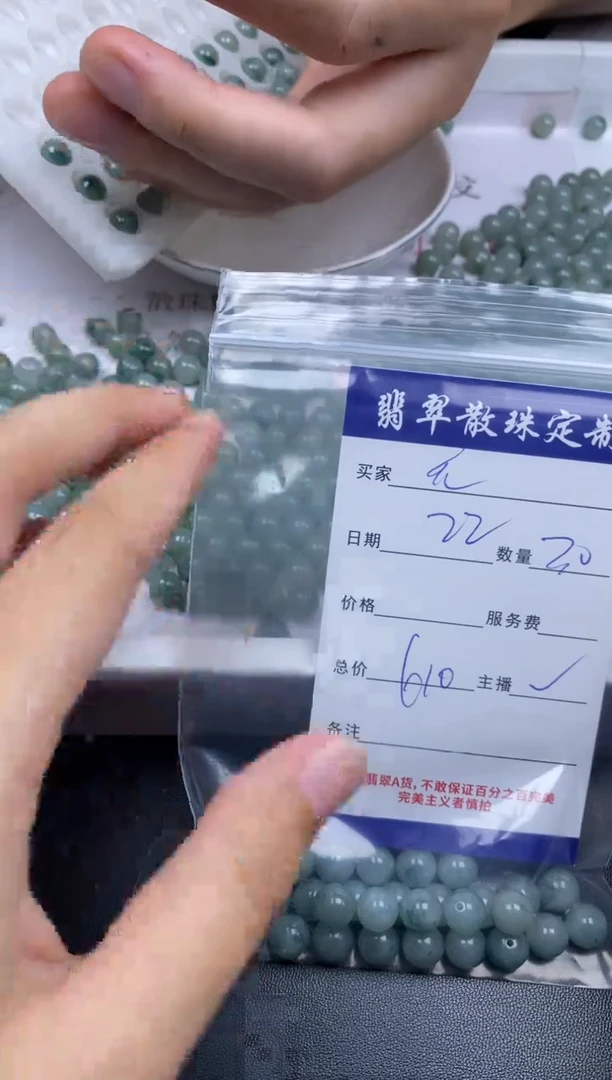 散珠
翡翠散珠定制
买家
日期 22 数量 20
价格 服务费
总价 610 主播 ✓
备注
翡翠A货，不敢保证百分之百完美
完美主义者慎拍